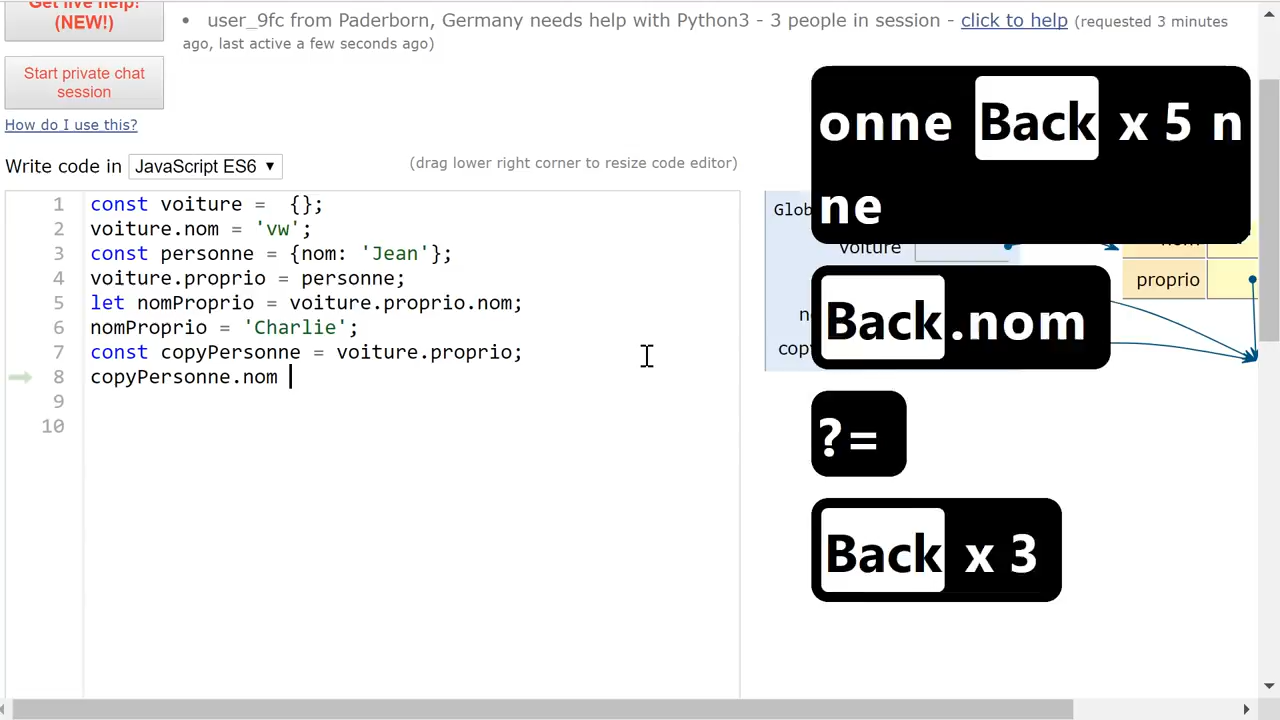 Get live help!
(NEW!)
• user_9fc from Paderborn, Germany needs help with Python3 - 3 people in session - click to help (requested 3 minutes
ago, last active a few seconds ago)
Start private chat
session
How do I use this?
Write code in JavaScript ES6 ▼
(drag lower right corner to resize code editor)
1 const voiture =  {};
2 voiture.nom = 'vw';
3 const personne = {nom: 'Jean'};
4 voiture.proprio = personne;
5 let nomProprio = voiture.proprio.nom;
6 nomProprio = 'Charlie';
7 const copyPersonne = voiture.proprio;
8 copyPersonne.nom
9
10
Glob
voiture
proprio
copy
onne Back x 5 n
ne
Back.nom
?=
Back x 3